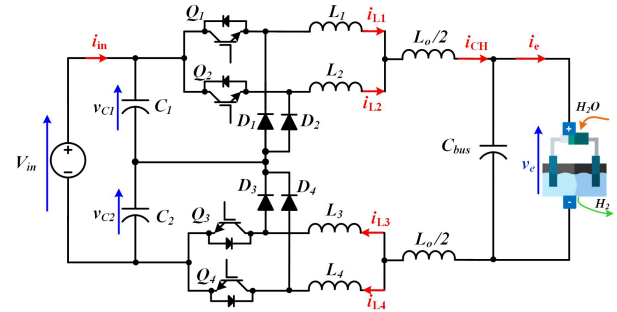 Q1
L1
iL1
Lo/2
iCH
ie
iin
Q2
L2
iL2
vC1
C1
D1
D2
H2O
+
Cbus
ve
Vin
D3
D4
-
H2
vC2
C2
Q3
L3
iL3
Lo/2
Q4
L4
iL4